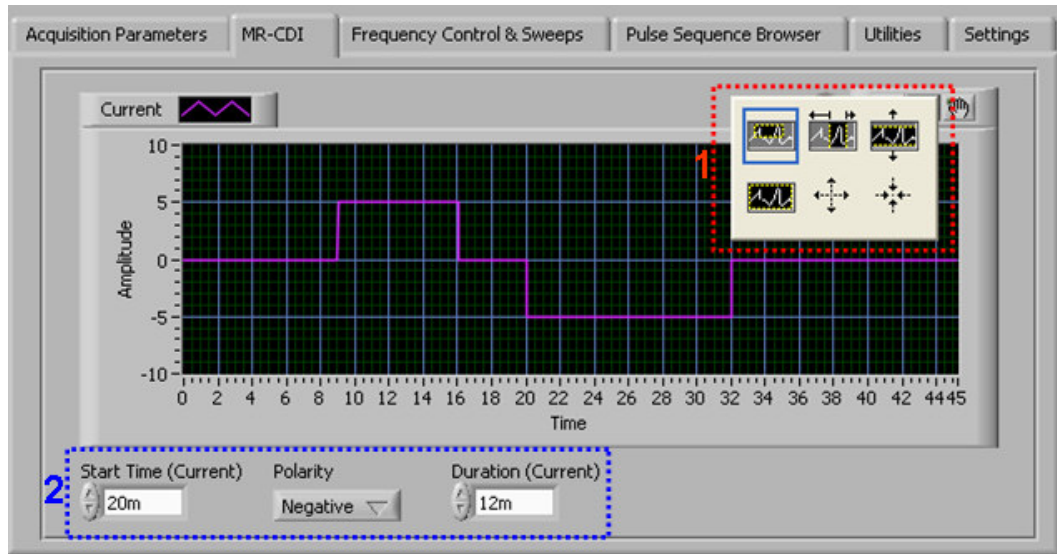 Acquisition Parameters MR-CDI Frequency Control & Sweeps Pulse Sequence Browser Utilities Settings
Current
1
10
5
0
-5
-10
Amplitude
0 2 4 6 8 10 12 14 16 18 20 22 24 26 28 30 32 34 36 38 40 42 44 45
Time
2
Start Time (Current) Polarity Duration (Current)
20m Negative 12m